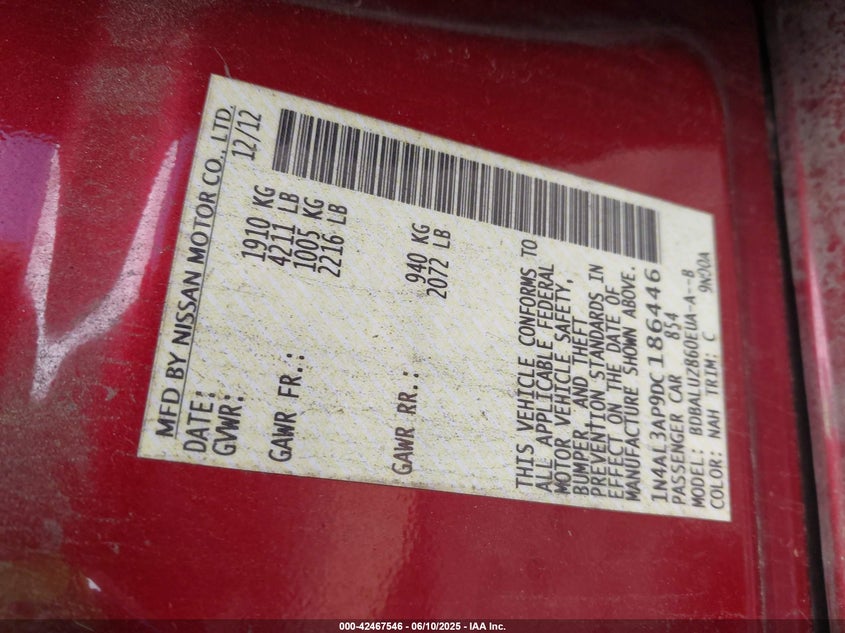 MFD BY NISSAN MOTOR CO., LTD.
DATE: 12/12
GVWR: 1910 KG
4211 LB
GAWR FR.: 1005 KG
2216 LB
GAWR RR.: 940 KG
2072 LB
THIS VEHICLE CONFORMS TO
ALL APPLICABLE FEDERAL
MOTOR VEHICLE SAFETY,
BUMPER, AND THEFT
PREVENTION STANDARDS IN
EFFECT ON THE DATE OF
MANUFACTURE SHOWN ABOVE.
1N4AL3AP9DC186446
PASSENGER CAR 854
MODEL: BDBALUZB60EUA-A--B
COLOR: NAH TRIM: C 9N20A
000-42467546 - 06/10/2025 - IAA Inc.